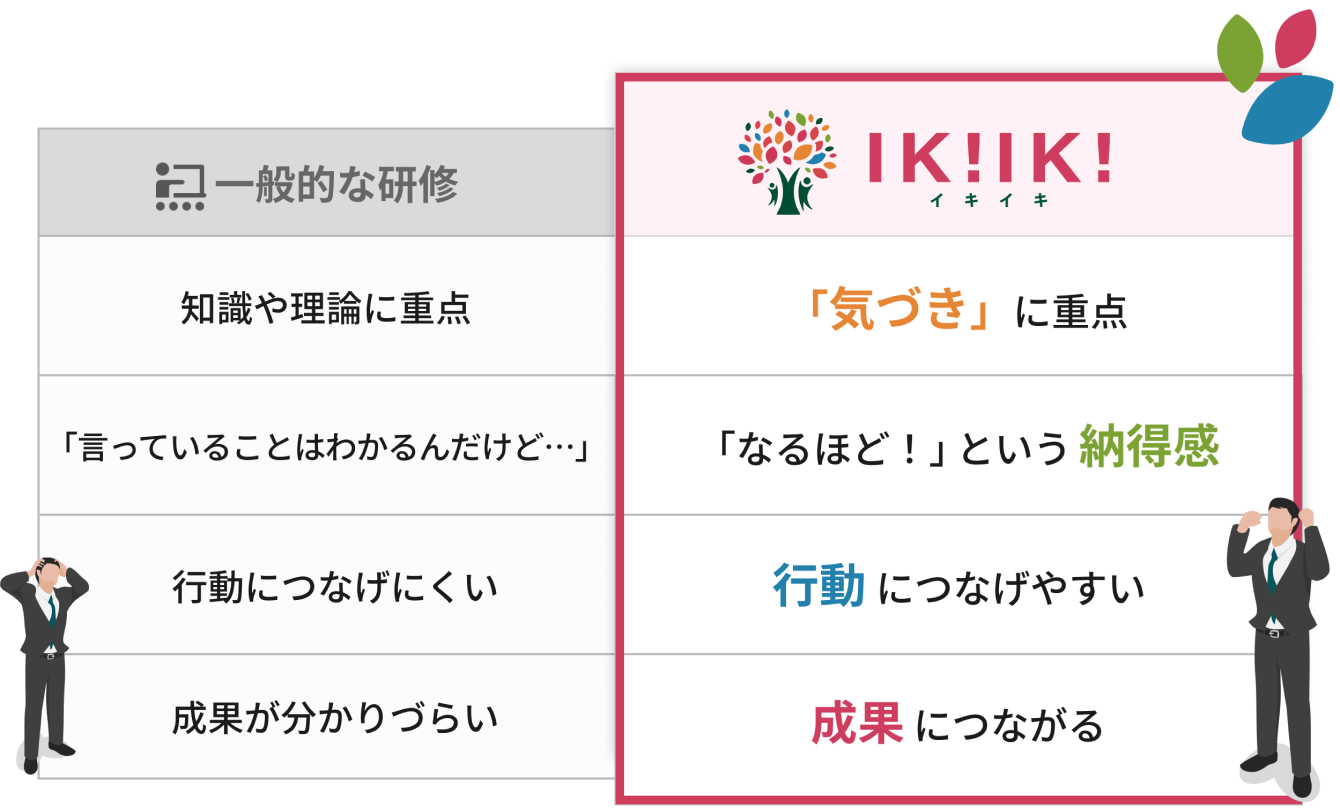 一般的な研修
IK!IK!
イキイキ
知識や理論に重点
「気づき」に重点
「言っていることはわかるんだけど…」
「なるほど！」という納得感
行動につなげにくい
行動につなげやすい
成果が分かりづらい
成果につながる